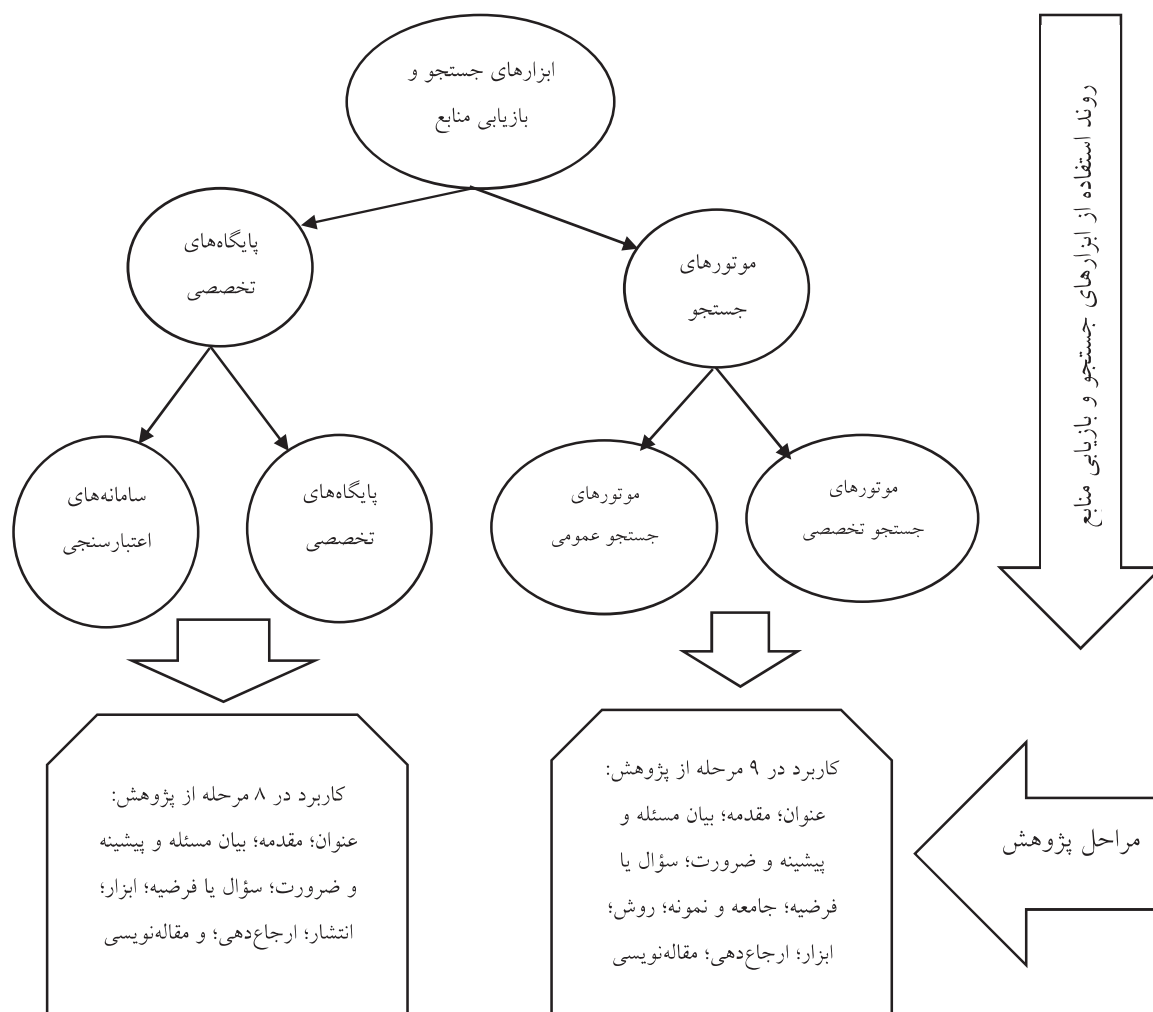 ابزارهای جستجو و
بازیابی منابع
روند استفاده از ابزارهای جستجو و بازیابی منابع
موتورهای
جستجو
پایگاه‌های
تخصصی
موتورهای
جستجو تخصصی
موتورهای
جستجو عمومی
پایگاه‌های
تخصصی
سامانه‌های
اعتبارسنجی
مراحل پژوهش
کاربرد در ۹ مرحله از پژوهش:
عنوان؛ مقدمه؛ بیان مسئله و
پیشینه و ضرورت؛ سؤال یا
فرضیه؛ جامعه و نمونه؛ روش؛
ابزار؛ ارجاع‌دهی؛ مقاله‌نویسی
کاربرد در ۸ مرحله از پژوهش:
عنوان؛ مقدمه؛ بیان مسئله و پیشینه
و ضرورت؛ سؤال یا فرضیه؛ ابزار؛
انتشار؛ ارجاع‌دهی؛ و مقاله‌نویسی